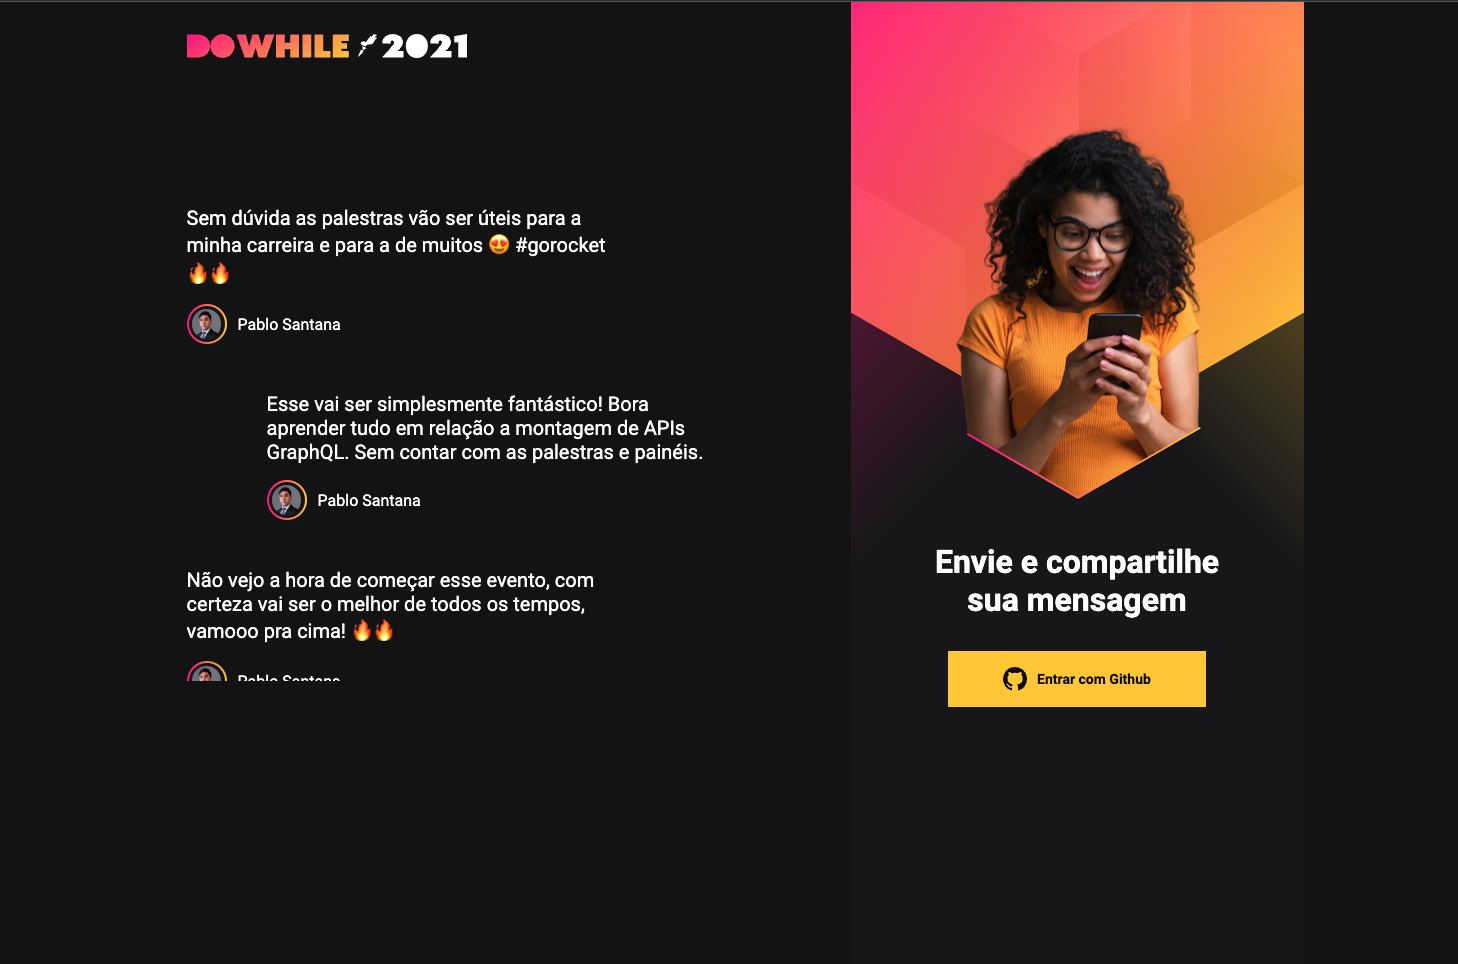 DOWHILE 2021
Sem dúvida as palestras vão ser úteis para a
minha carreira e para a de muitos 😍 #gorocket
🔥🔥
Pablo Santana
Esse vai ser simplesmente fantástico! Bora
aprender tudo em relação a montagem de APIs
GraphQL. Sem contar com as palestras e painéis.
Pablo Santana
Não vejo a hora de começar esse evento, com
certeza vai ser o melhor de todos os tempos,
vamooo pra cima! 🔥🔥
Pablo Santana
Envie e compartilhe
sua mensagem
Entrar com Github